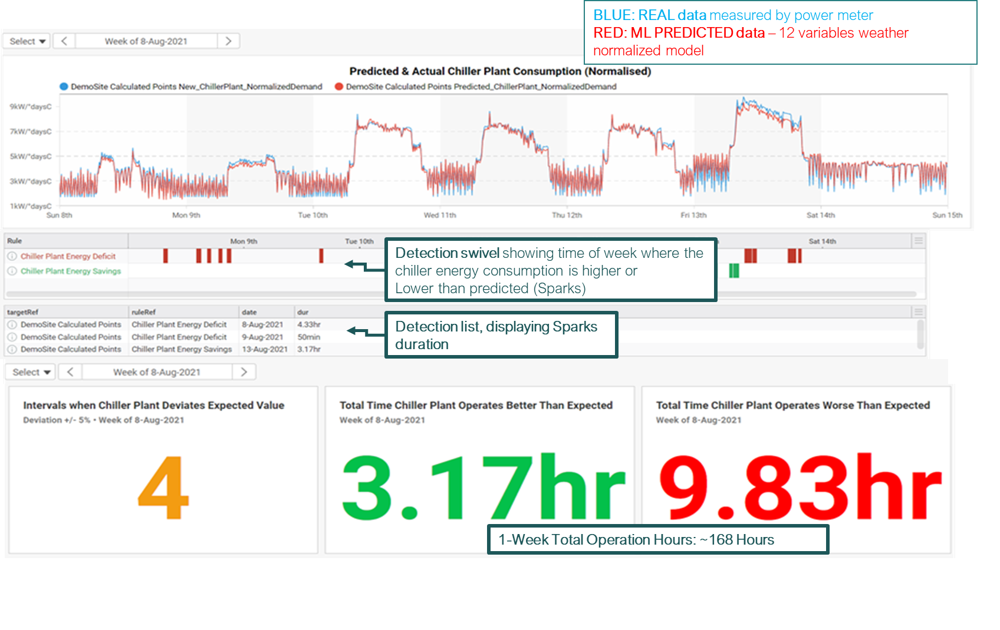 BLUE: REAL data measured by power meter
RED: ML PREDICTED data – 12 variables weather
normalized model
Select
Week of 8-Aug-2021
Predicted & Actual Chiller Plant Consumption (Normalised)
DemoSite Calculated Points New_ChillerPlant_NormalizedDemand
DemoSite Calculated Points Predicted_ChillerPlant_NormalizedDemand
9kW/°daysC
7kW/°daysC
5kW/°daysC
3kW/°daysC
1kW/°daysC
Sun 8th
Mon 9th
Tue 10th
Wed 11th
Thu 12th
Fri 13th
Sat 14th
Sun 15th
Rule
Mon 9th
Tue 10th
Sat 14th
Chiller Plant Energy Deficit
Chiller Plant Energy Savings
Detection swivel showing time of week where the
chiller energy consumption is higher or
Lower than predicted (Sparks)
targetRef ruleRef date dur
DemoSite Calculated Points Chiller Plant Energy Deficit 8-Aug-2021 4.33hr
DemoSite Calculated Points Chiller Plant Energy Deficit 9-Aug-2021 50min
DemoSite Calculated Points Chiller Plant Energy Savings 13-Aug-2021 3.17hr
Detection list, displaying Sparks
duration
Select
Week of 8-Aug-2021
Intervals when Chiller Plant Deviates Expected Value
Deviation +/- 5% • Week of 8-Aug-2021
4
Total Time Chiller Plant Operates Better Than Expected
Week of 8-Aug-2021
3.17hr
Total Time Chiller Plant Operates Worse Than Expected
Week of 8-Aug-2021
9.83hr
1-Week Total Operation Hours: ~168 Hours